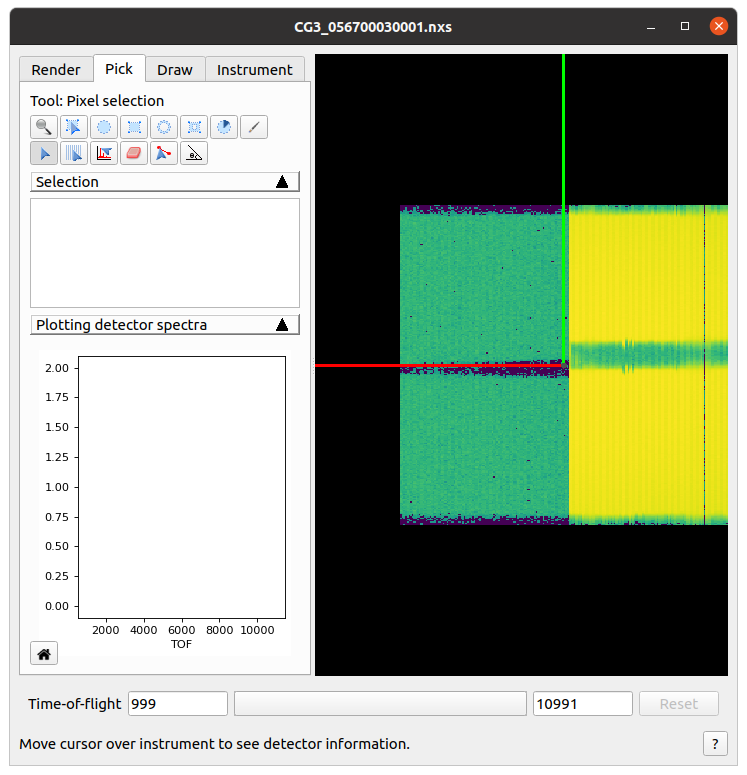 CG3_056700030001.nxs
Render Pick Draw Instrument
Tool: Pixel selection
Selection
Plotting detector spectra
2.00
1.75
1.50
1.25
1.00
0.75
0.50
0.25
0.00
2000 4000 6000 8000 10000
TOF
Time-of-flight 999 10991 Reset
Move cursor over instrument to see detector information. ?